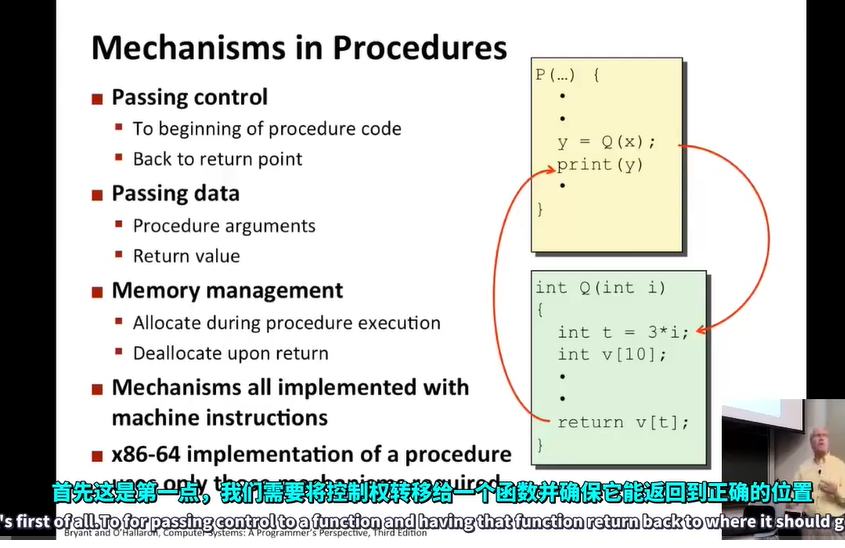 Mechanisms in Procedures
■ Passing control
▪ To beginning of procedure code
▪ Back to return point
■ Passing data
▪ Procedure arguments
▪ Return value
■ Memory management
▪ Allocate during procedure execution
▪ Deallocate upon return
■ Mechanisms all implemented with
machine instructions
■ x86-64 implementation of a procedure
only those mechanisms required
P(…) {
•
•
y = Q(x);
print(y)
•
}
int Q(int i)
{
int t = 3*i;
int v[10];
•
•
return v[t];
}
首先这是第一点，我们需要将控制权转移给一个函数并确保它能返回到正确的位置
's first of all.To for passing control to a function and having that function return back to where it should g
Bryant and O'Hallaron, Computer Systems: A Programmer's Perspective, Third Edition